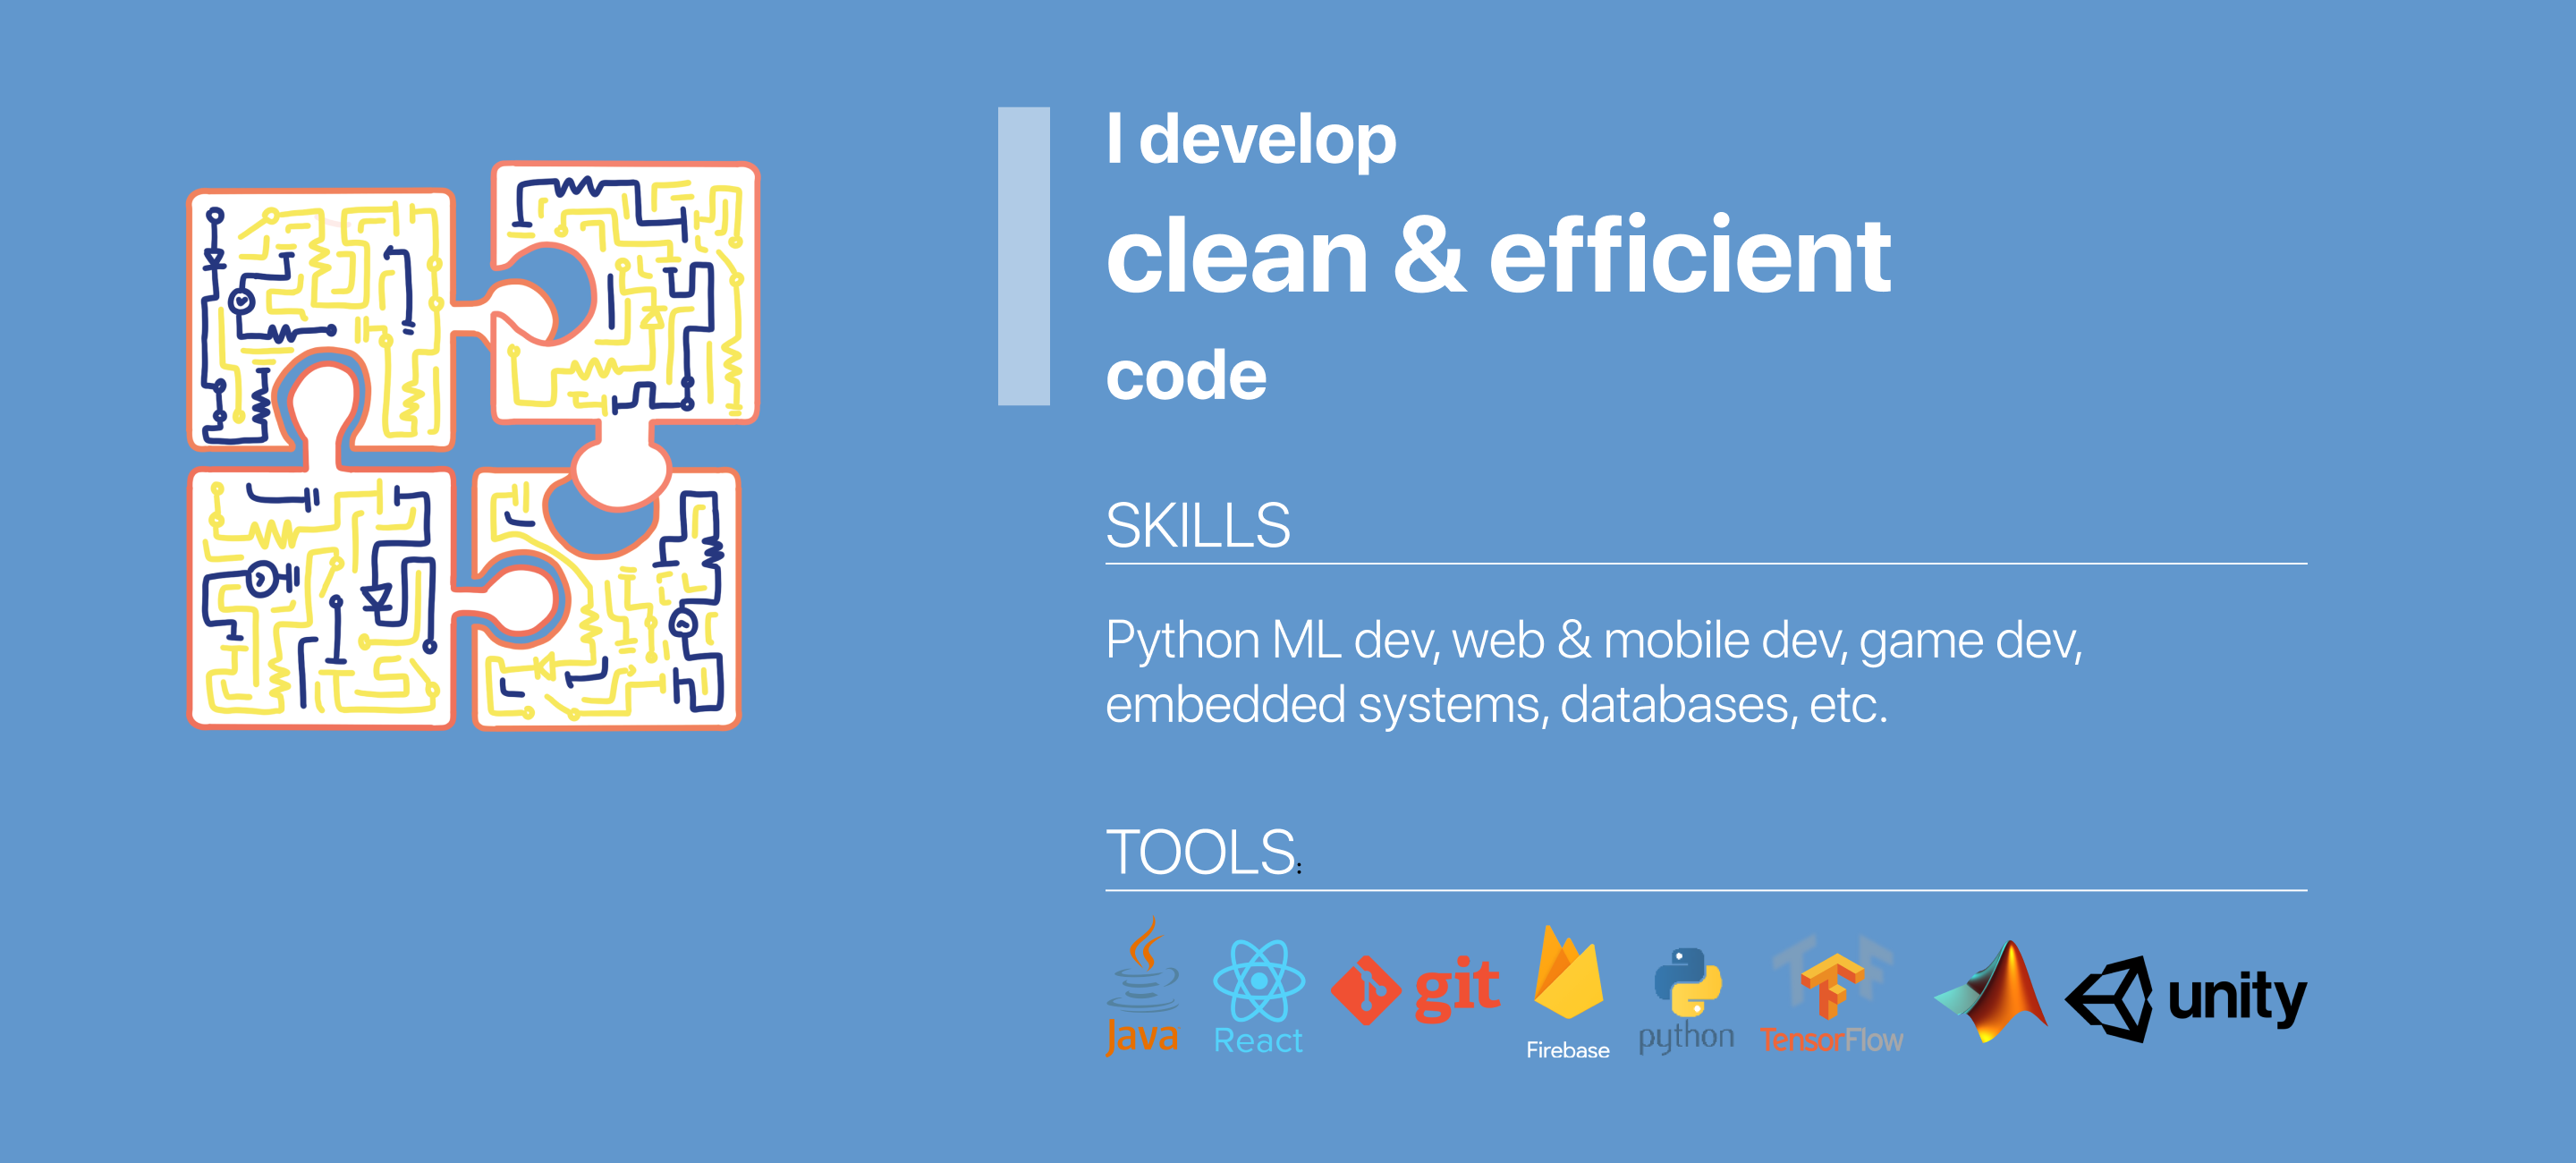 I develop
clean & efficient
code
SKILLS
Python ML dev, web & mobile dev, game dev,
embedded systems, databases, etc.
TOOLS:
Java React git Firebase python TensorFlow unity